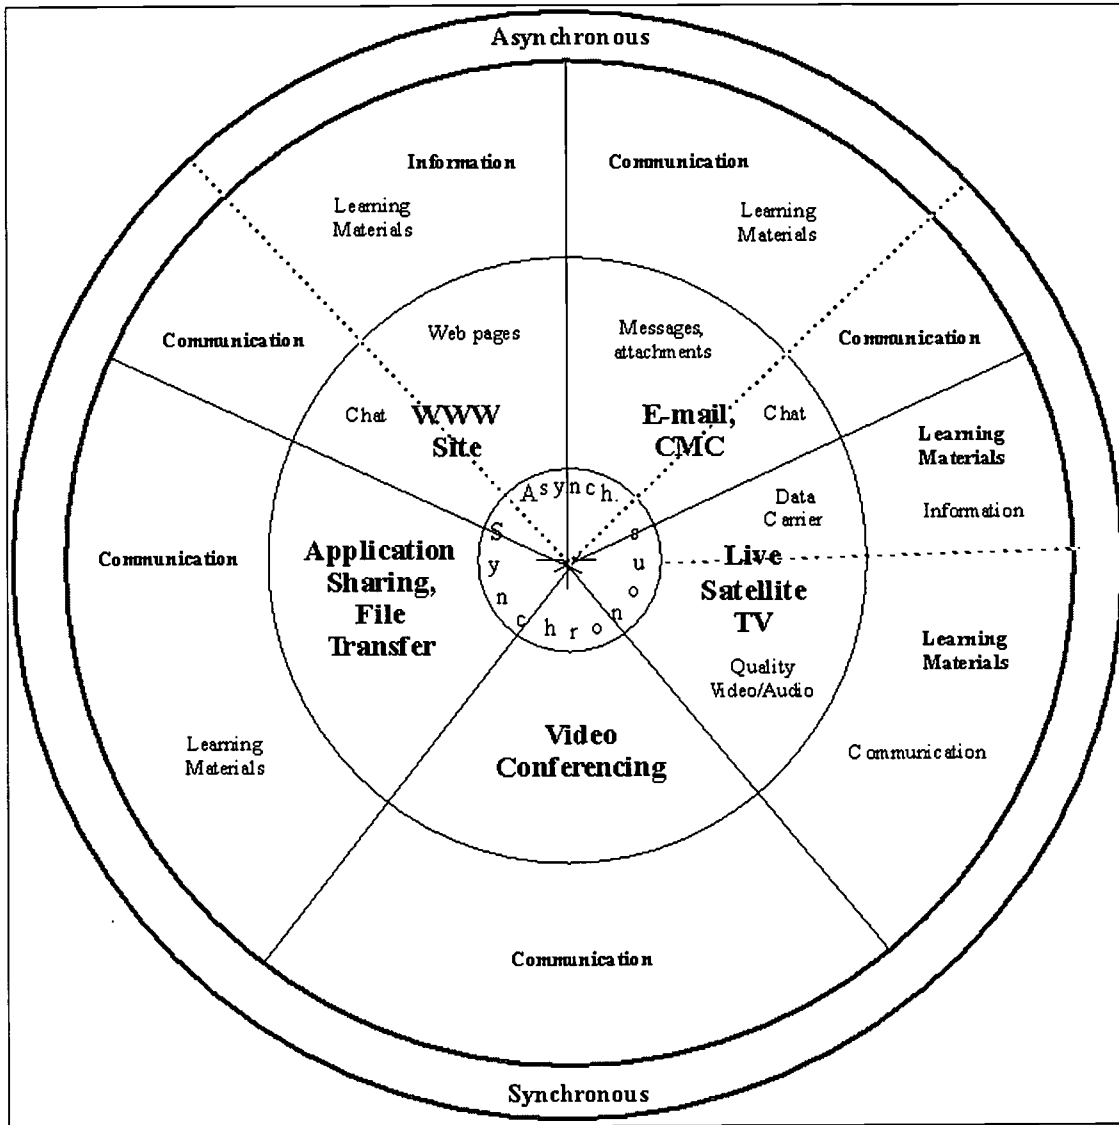 Asynchronous
Information
Communication
Learning
Materials
Learning
Materials
Communication
Web pages
Messages,
attachments
Communication
Chat
WWW
Site
E-mail,
CMC
Chat
Learning
Materials
Asynch.
Data
Carrier
Information
Communication
Application
Sharing,
File
Transfer
Synchronous
Live
Satellite
TV
Learning
Materials
Quality
Video/Audio
Learning
Materials
Video
Conferencing
Communication
Communication
Synchronous